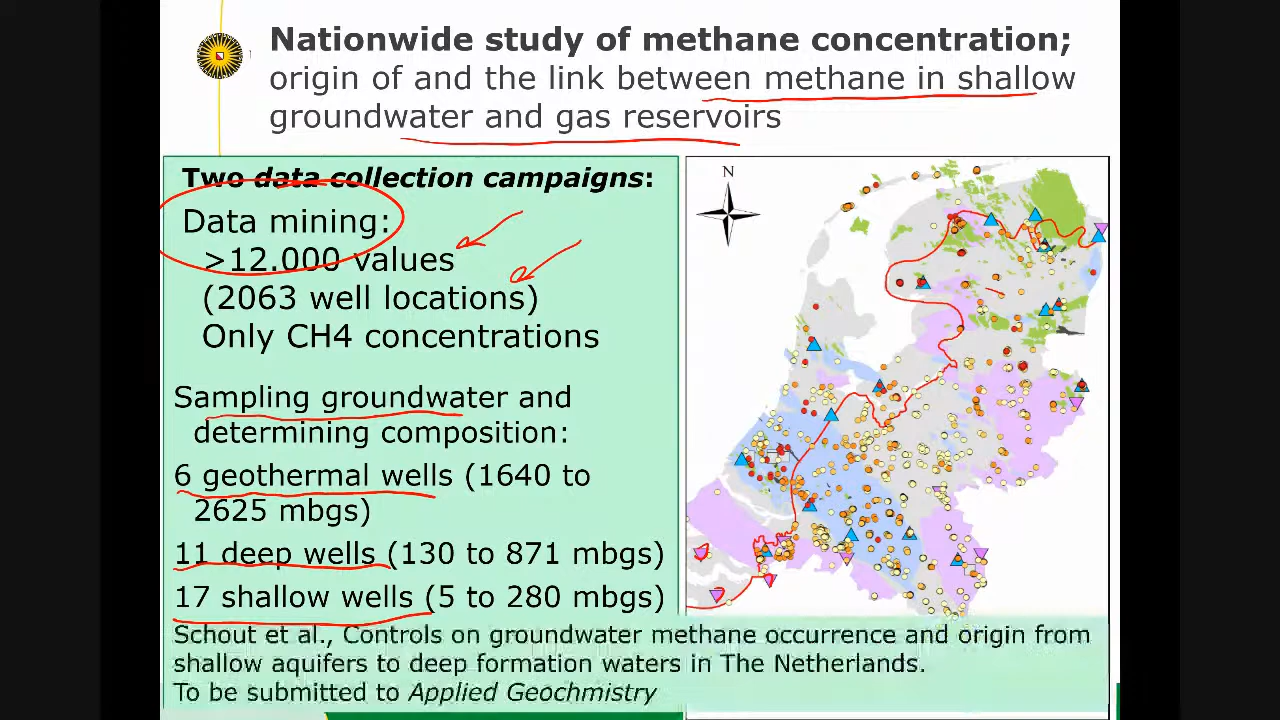 Nationwide study of methane concentration;
origin of and the link between methane in shallow
groundwater and gas reservoirs
Two data collection campaigns:
Data mining:
>12.000 values
(2063 well locations)
Only CH4 concentrations
Sampling groundwater and
determining composition:
6 geothermal wells (1640 to
2625 mbgs)
11 deep wells (130 to 871 mbgs)
17 shallow wells (5 to 280 mbgs)
N
Schout et al., Controls on groundwater methane occurrence and origin from
shallow aquifers to deep formation waters in The Netherlands.
To be submitted to Applied Geochmistry